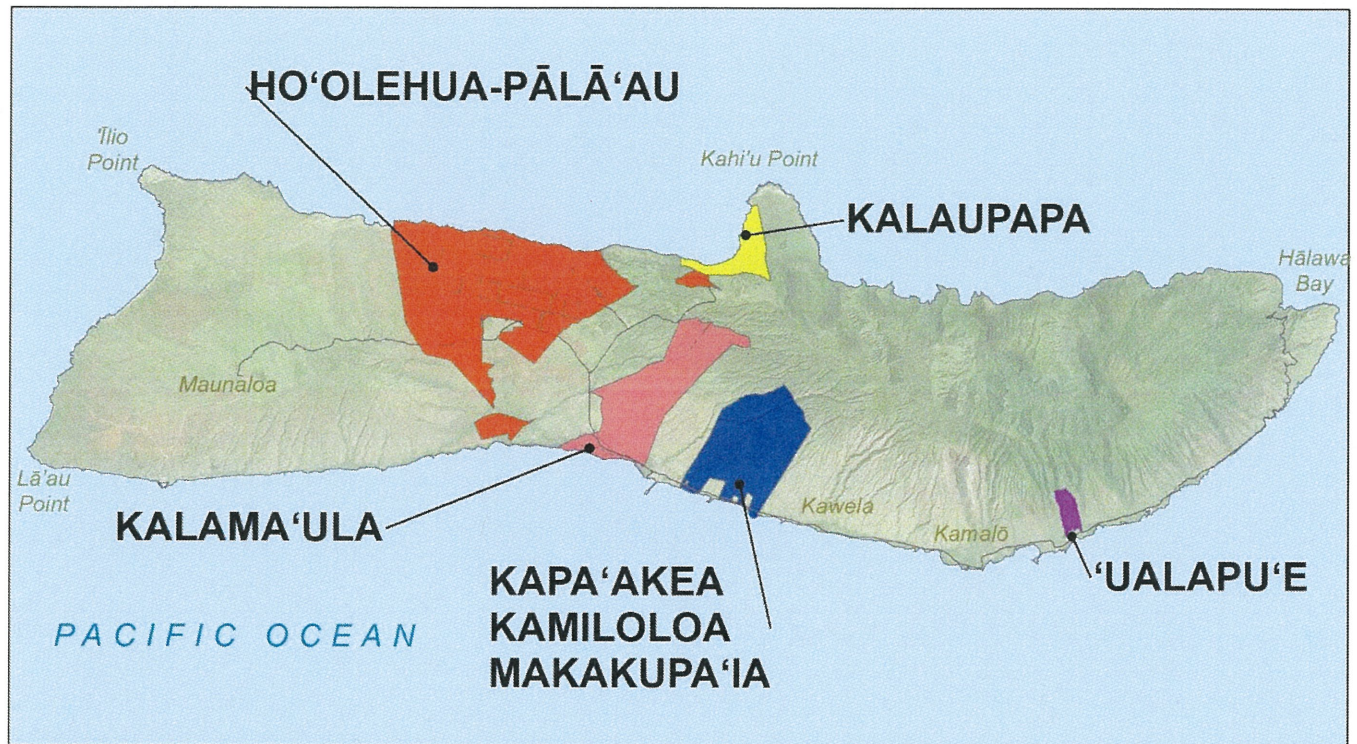 HO‘OLEHUA-PĀLĀ‘AU
‘Īlio
Point
Kahi'u Point
KALAUPAPA
Hālawa
Bay
Maunaloa
Lā'au
Point
KALAMA‘ULA
Kawela
Kamalō
KAPA‘AKEA
KAMILOLOA
MAKAKUPA‘IA
‘UALAPU‘E
PACIFIC OCEAN